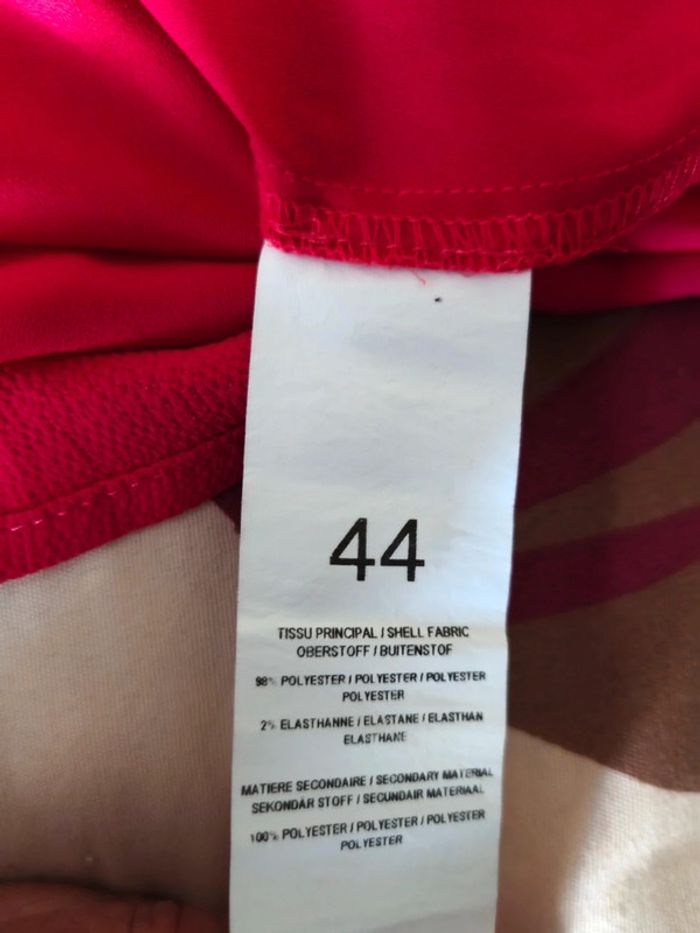 44
TISSU PRINCIPAL / SHELL FABRIC
OBERSTOFF / BUITENSTOF
98% POLYESTER / POLYESTER / POLYESTER
POLYESTER
2% ELASTHANNE / ELASTANE / ELASTHAN
ELASTHANE
MATIERE SECONDAIRE / SECONDARY MATERIAL
SEKONDÄR STOFF / SECUNDAIR MATERIAAL
100% POLYESTER / POLYESTER / POLYESTER
POLYESTER